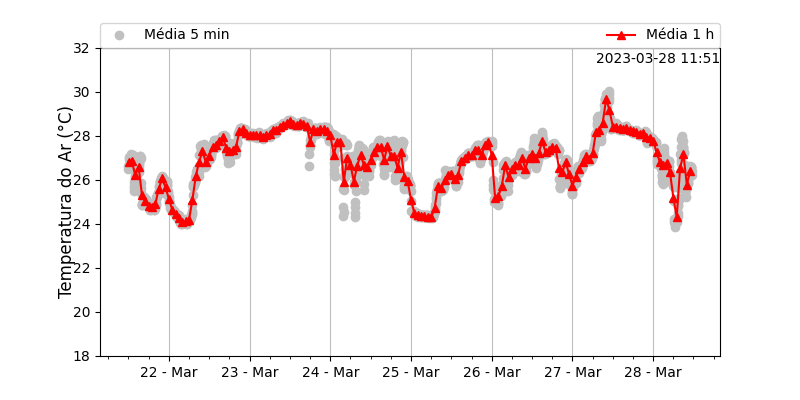 Média 5 min
Média 1 h
2023-03-28 11:51
Temperatura do Ar (°C)
32
30
28
26
24
22
20
18
22 - Mar
23 - Mar
24 - Mar
25 - Mar
26 - Mar
27 - Mar
28 - Mar